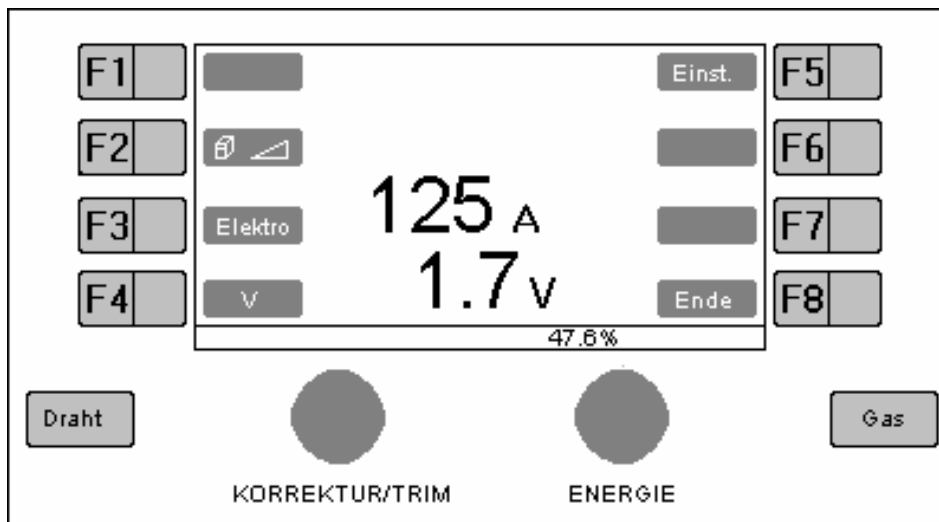 F1
Einst.
F5
F2
F6
125 A
F3
Elektro
F7
1.7 V
F4
V
Ende
F8
47.6%
Draht
Gas
KORREKTUR/TRIM
ENERGIE